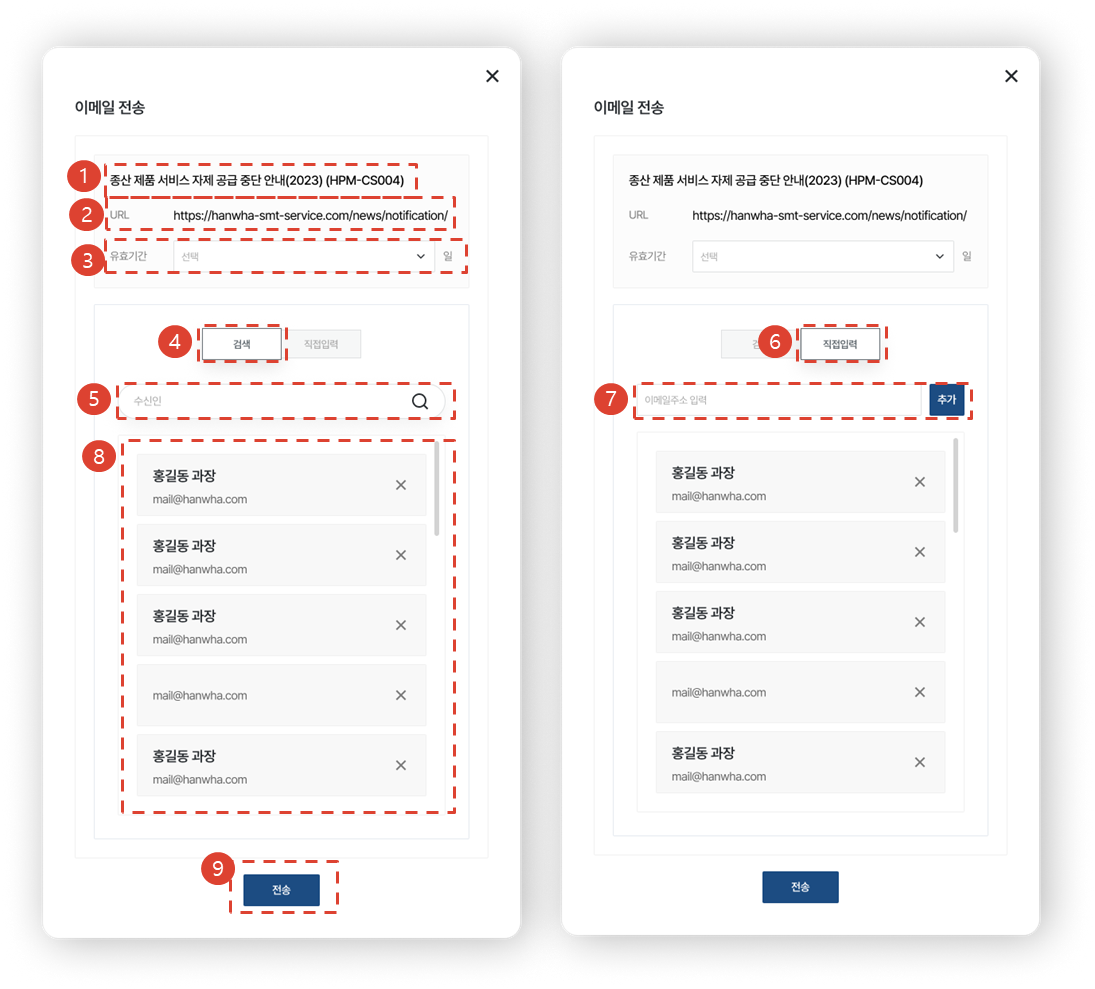 이메일 전송
1
종산 제품 서비스 자제 공급 중단 안내(2023) (HPM-CS004)
2
URL https://hanwha-smt-service.com/news/notification/
3
유효기간 선택 일
4
검색 직접입력
5
수신인
8
홍길동 과장
mail@hanwha.com
홍길동 과장
mail@hanwha.com
홍길동 과장
mail@hanwha.com
mail@hanwha.com
홍길동 과장
mail@hanwha.com
9
전송
이메일 전송
종산 제품 서비스 자제 공급 중단 안내(2023) (HPM-CS004)
URL https://hanwha-smt-service.com/news/notification/
유효기간 선택 일
6
직접입력
7
이메일주소 입력 추가
홍길동 과장
mail@hanwha.com
홍길동 과장
mail@hanwha.com
홍길동 과장
mail@hanwha.com
mail@hanwha.com
홍길동 과장
mail@hanwha.com
전송